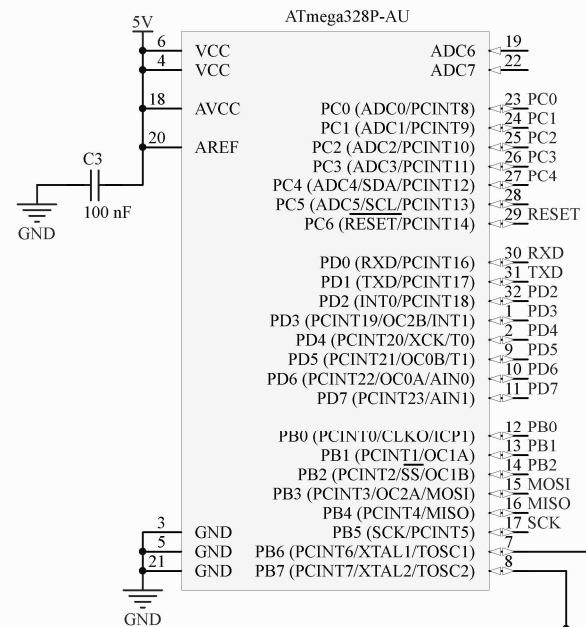 ATmega328P-AU
5V
6 VCC ADC6 19
4 VCC ADC7 22
18 AVCC PC0 (ADC0/PCINT8) 23 PC0
PC1 (ADC1/PCINT9) 24 PC1
20 AREF PC2 (ADC2/PCINT10) 25 PC2
PC3 (ADC3/PCINT11) 26 PC3
C3 PC4 (ADC4/SDA/PCINT12) 27 PC4
100 nF PC5 (ADC5/SCL/PCINT13) 28
GND PC6 (RESET/PCINT14) 29 RESET
PD0 (RXD/PCINT16) 30 RXD
PD1 (TXD/PCINT17) 31 TXD
PD2 (INT0/PCINT18) 32 PD2
PD3 (PCINT19/OC2B/INT1) 1 PD3
PD4 (PCINT20/XCK/T0) 2 PD4
PD5 (PCINT21/OC0B/T1) 9 PD5
PD6 (PCINT22/OC0A/AIN0) 10 PD6
PD7 (PCINT23/AIN1) 11 PD7
PB0 (PCINT0/CLKO/ICP1) 12 PB0
PB1 (PCINT1/OC1A) 13 PB1
PB2 (PCINT2/SS/OC1B) 14 PB2
PB3 (PCINT3/OC2A/MOSI) 15 MOSI
PB4 (PCINT4/MISO) 16 MISO
3 GND PB5 (SCK/PCINT5) 17 SCK
5 GND PB6 (PCINT6/XTAL1/TOSC1) 7
21 GND PB7 (PCINT7/XTAL2/TOSC2) 8
GND